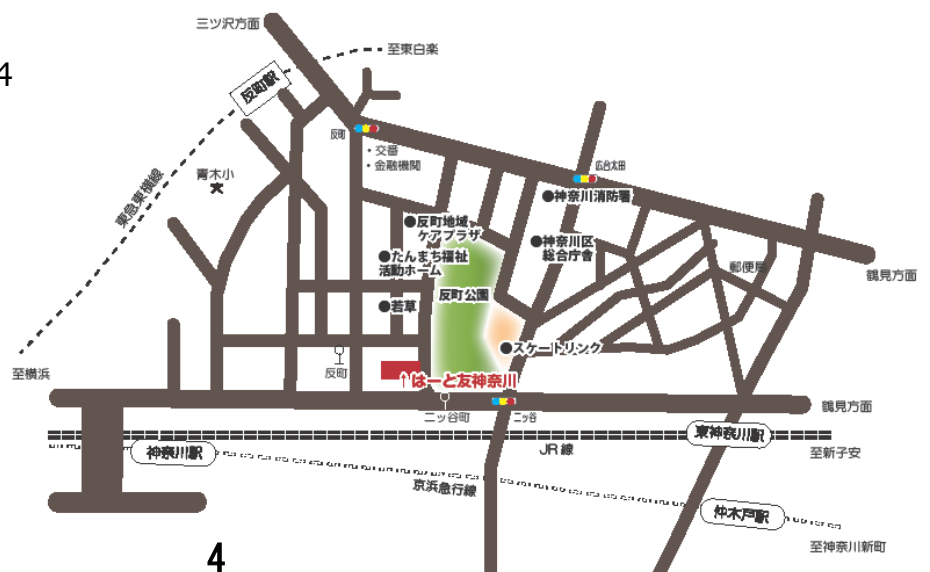 三ツ沢方面
至東白楽
4
反町駅
反町
・交番
・金融機関
広台太田
青木小
東急東横線
●神奈川消防署
●反町地域
ケアプラザ
●神奈川区
総合庁舎
●たんまち福祉
活動ホーム
郵便局
鶴見方面
反町公園
●若草
●スケートリンク
至横浜
反町
↑はーと友神奈川
鶴見方面
二ッ谷町
二ッ谷
東神奈川駅
神奈川駅
JR線
至新子安
京浜急行線
仲木戸駅
至神奈川新町
4